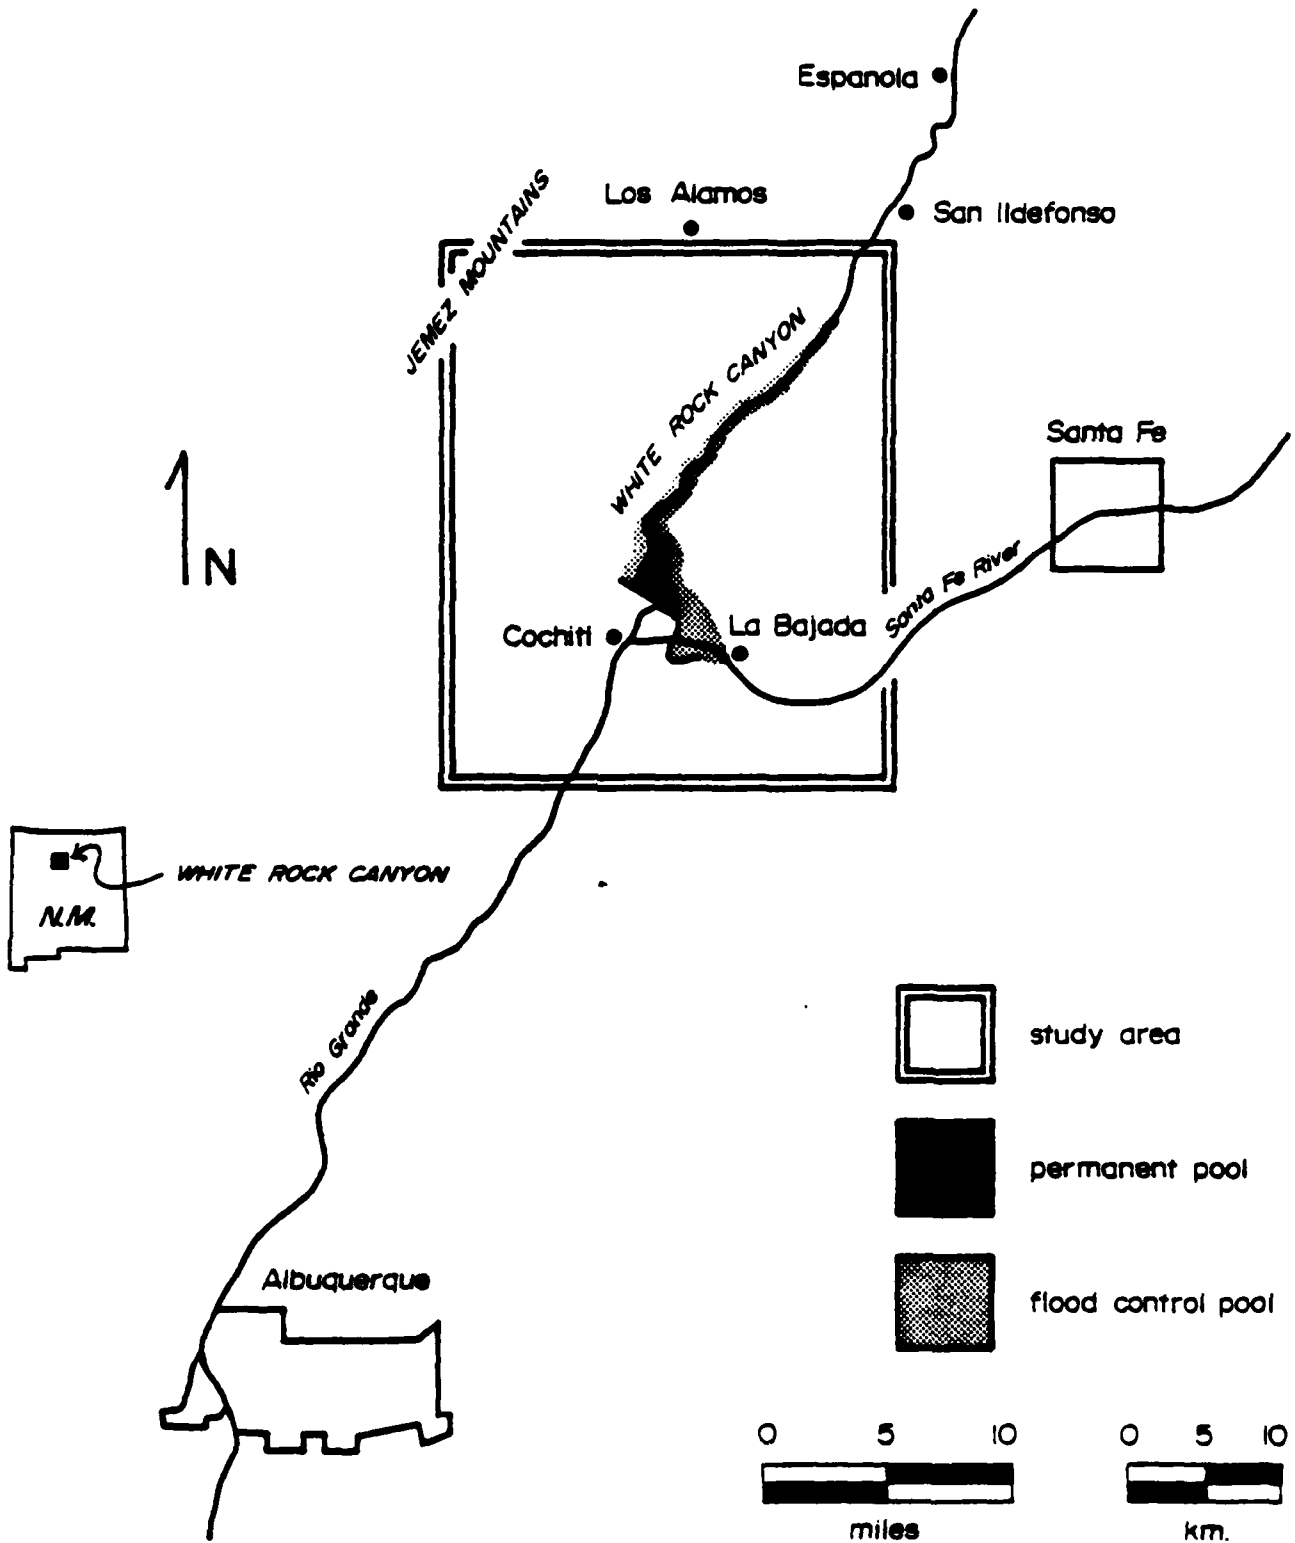 Espanola
Los Alamos
San Ildefonso
JEMEZ MOUNTAINS
WHITE ROCK CANYON
Santa Fe
N
Santa Fe River
Cochiti
La Bajada
WHITE ROCK CANYON
N.M.
Rio Grande
study area
permanent pool
Albuquerque
flood control pool
0 5 10
miles
0 5 10
km.